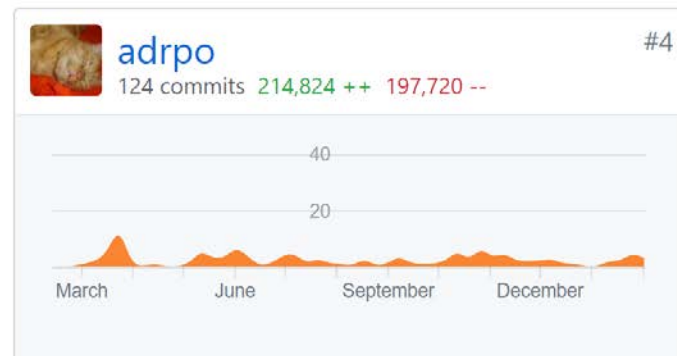 adrpo #4
124 commits 214,824 ++ 197,720 --
40
20
March June September December